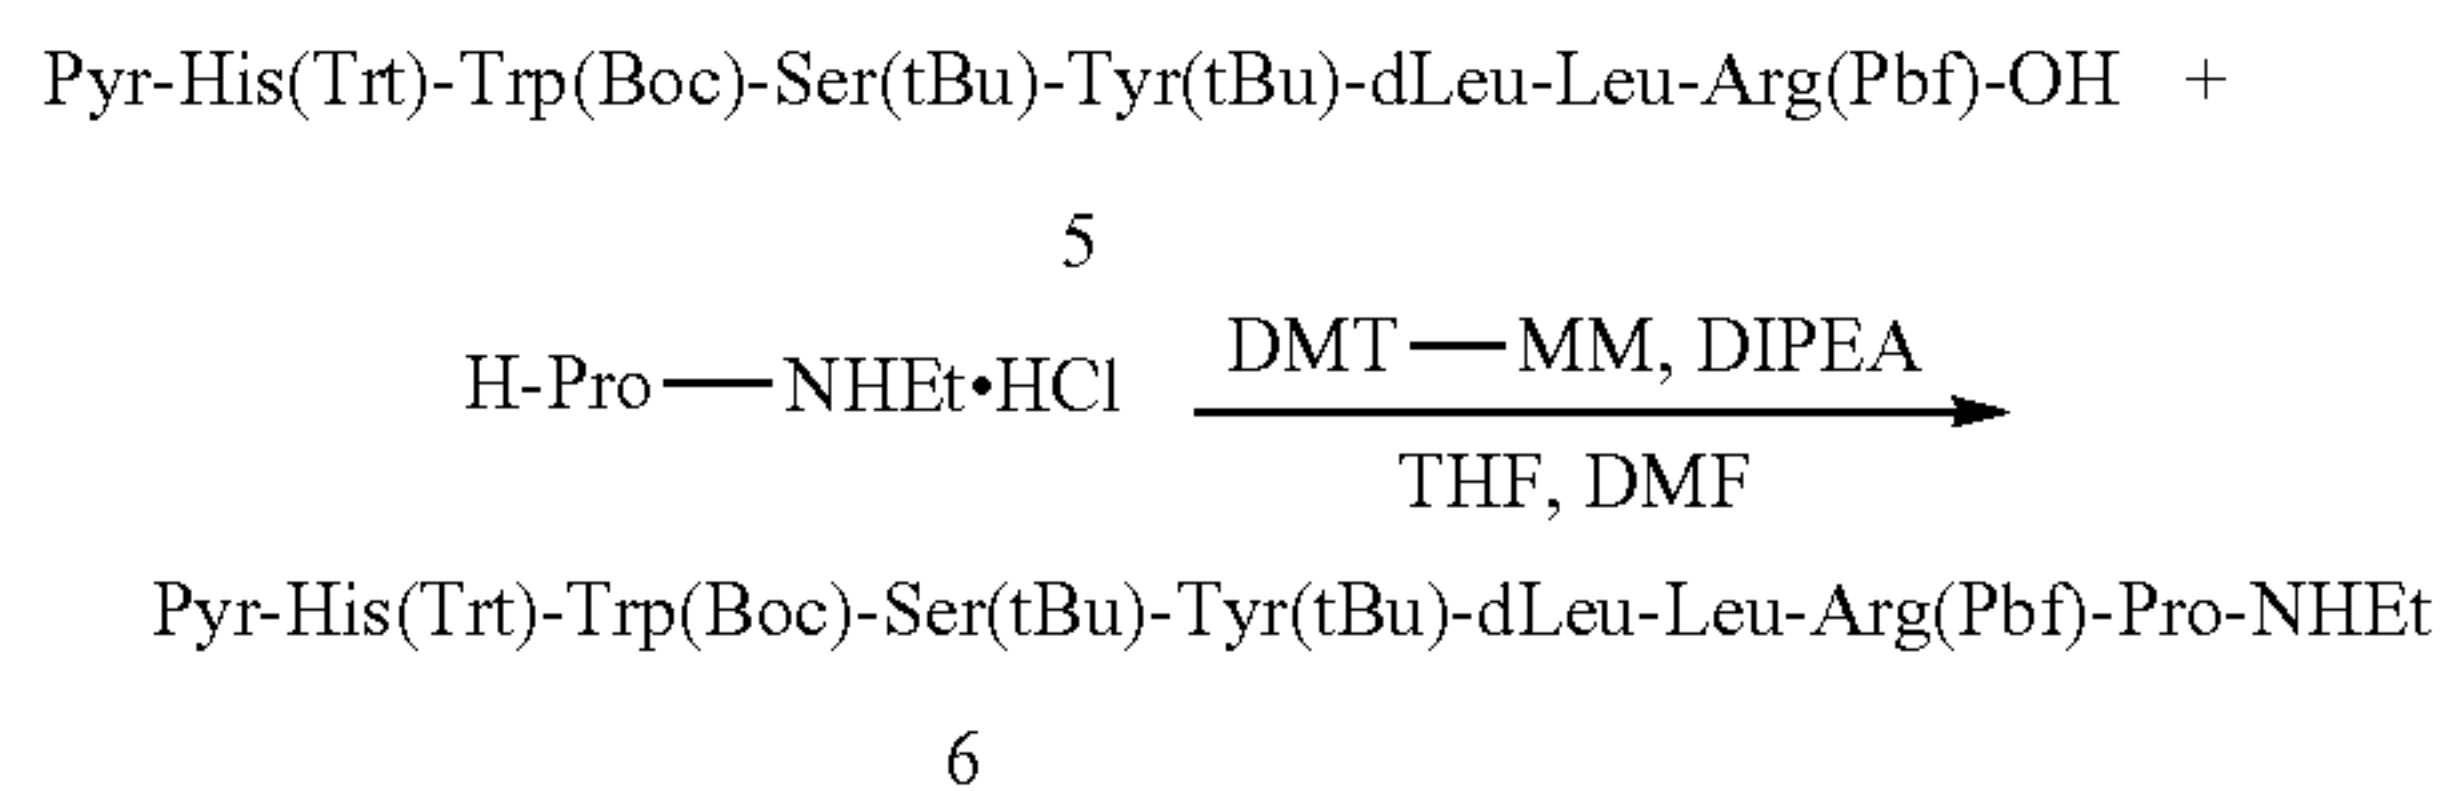 Pyr-His(Trt)-Trp(Boc)-Ser(tBu)-Tyr(tBu)-dLeu-Leu-Arg(Pbf)-OH +
5
H-Pro—NHEt•HCl
DMT—MM, DIPEA
THF, DMF
Pyr-His(Trt)-Trp(Boc)-Ser(tBu)-Tyr(tBu)-dLeu-Leu-Arg(Pbf)-Pro-NHEt
6